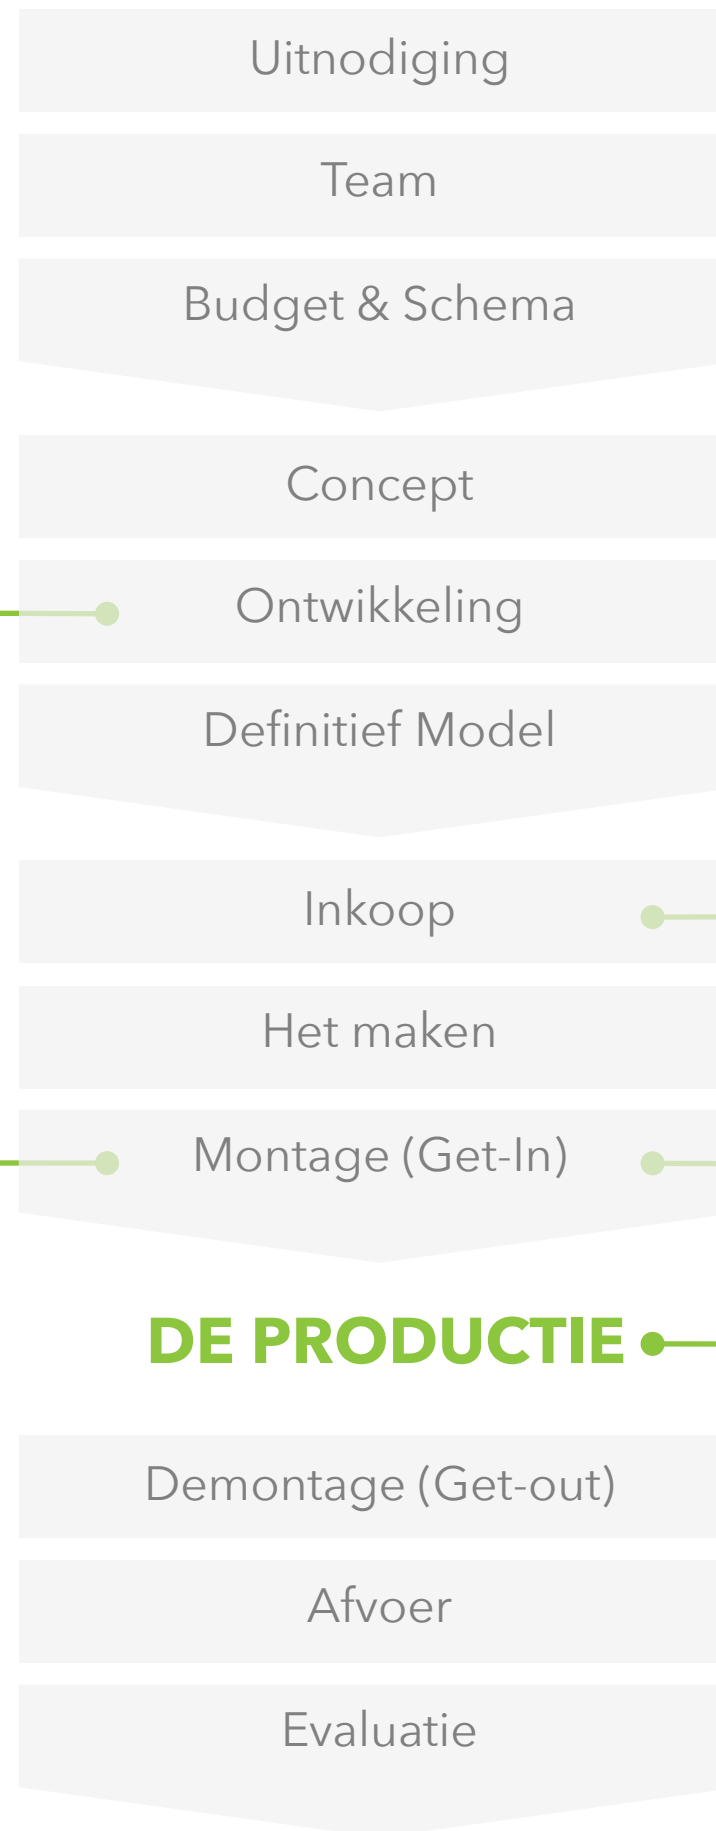 Uitnodiging
Team
Budget & Schema
Concept
Ontwikkeling
Definitief Model
Inkoop
Het maken
Montage (Get-In)
DE PRODUCTIE
Demontage (Get-out)
Afvoer
Evaluatie